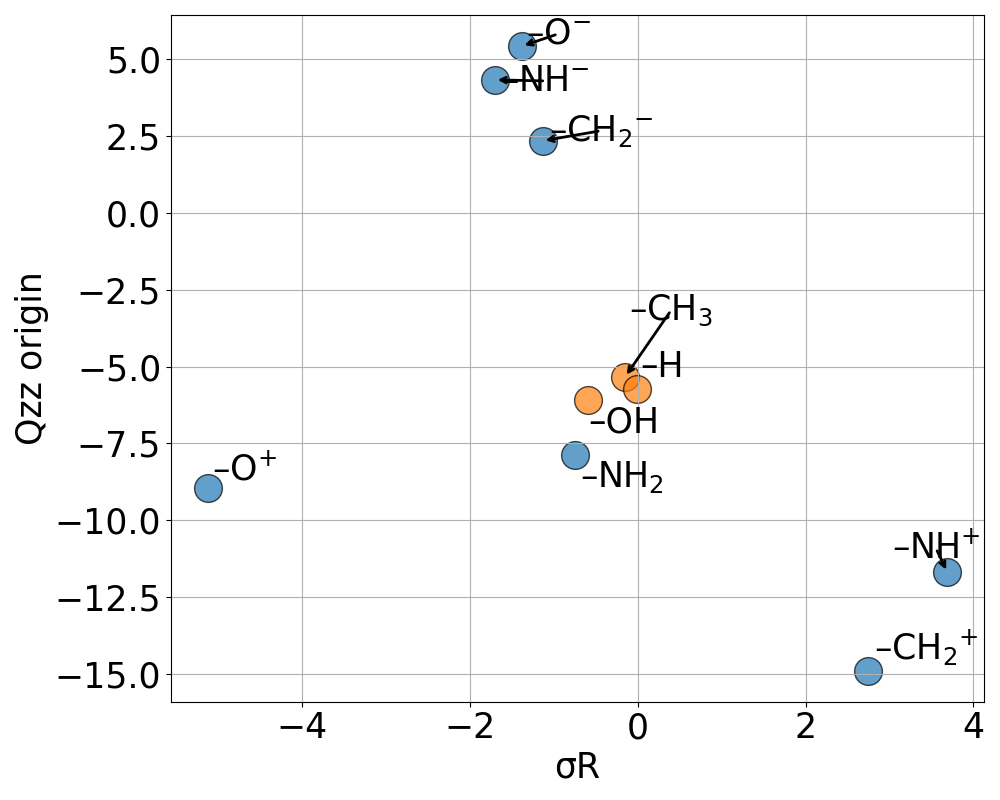 5.0
2.5
0.0
−2.5
−5.0
−7.5
−10.0
−12.5
−15.0
Qzz origin
–O⁻
–NH⁻
–CH₂⁻
–CH₃
–H
–OH
–NH₂
–O⁺
–NH⁺
–CH₂⁺
−4
−2
0
2
4
σR